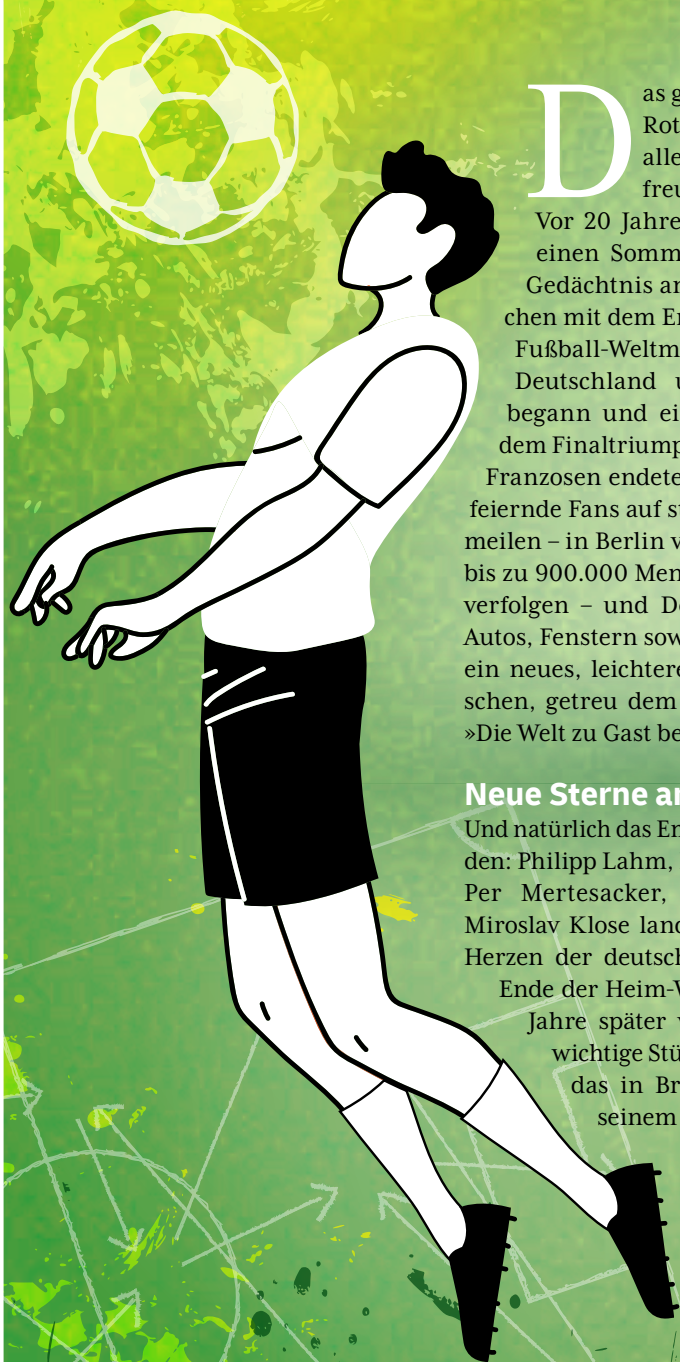 Das g
Rot
alle
freu
Vor 20 Jahre
einen Somm
Gedächtnis an
chen mit dem Er
Fußball-Weltm
Deutschland u
begann und ei
dem Finaltriump
Franzosen endete
feiernde Fans auf st
meilen – in Berlin v
bis zu 900.000 Men
verfolgen – und De
Autos, Fenstern sow
ein neues, leichtere
schen, getreu dem
»Die Welt zu Gast be
Neue Sterne an
Und natürlich das En
den: Philipp Lahm,
Per Mertesacker,
Miroslav Klose land
Herzen der deutsch
Ende der Heim-W
Jahre später w
wichtige Stü
das in Br
seinem